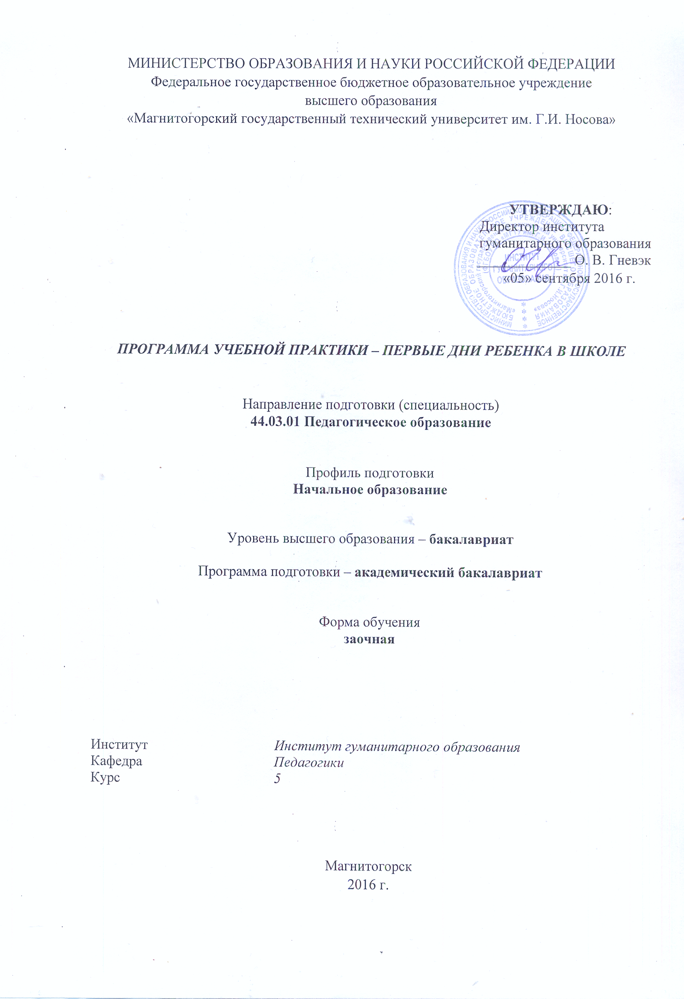 МИНИСТЕРСТВО ОБРАЗОВАНИЯ И НАУКИ РОССИЙСКОЙ ФЕДЕРАЦИИ
Федеральное государственное бюджетное образовательное учреждение
высшего образования
«Магнитогорский государственный технический университет им. Г.И. Носова»
УТВЕРЖДАЮ:
Директор института
гуманитарного образования
О. В. Гневэк
«05» сентября 2016 г.
ИНСТИТУТ
ГУМАНИТАРНОГО
ОБРАЗОВАНИЯ
ПРОГРАММА УЧЕБНОЙ ПРАКТИКИ – ПЕРВЫЕ ДНИ РЕБЕНКА В ШКОЛЕ
Направление подготовки (специальность)
44.03.01 Педагогическое образование
Профиль подготовки
Начальное образование
Уровень высшего образования – бакалавриат
Программа подготовки – академический бакалавриат
Форма обучения
заочная
Институт Институт гуманитарного образования
Кафедра Педагогики
Курс 5
Магнитогорск
2016 г.